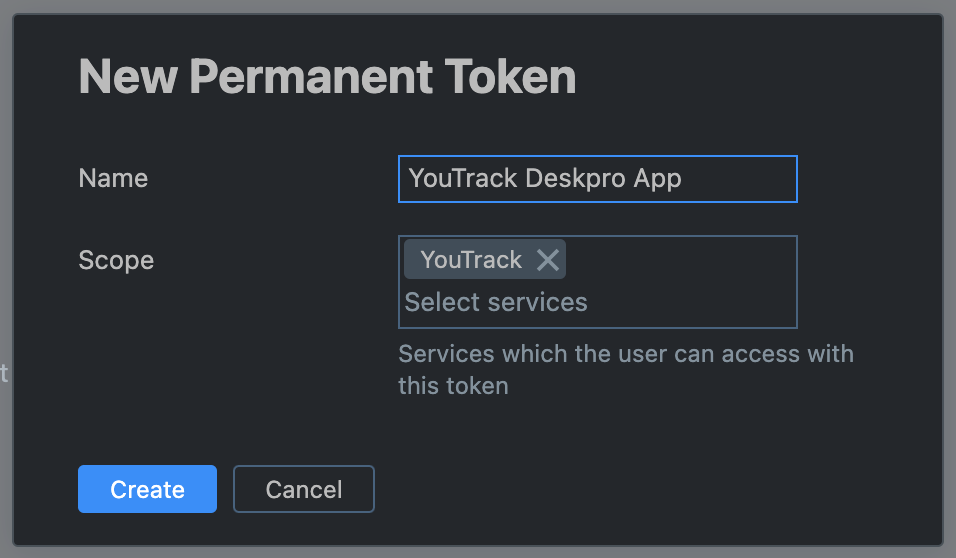 New Permanent Token
Name
YouTrack Deskpro App
Scope
YouTrack
Select services
Services which the user can access with
this token
t
Create
Cancel